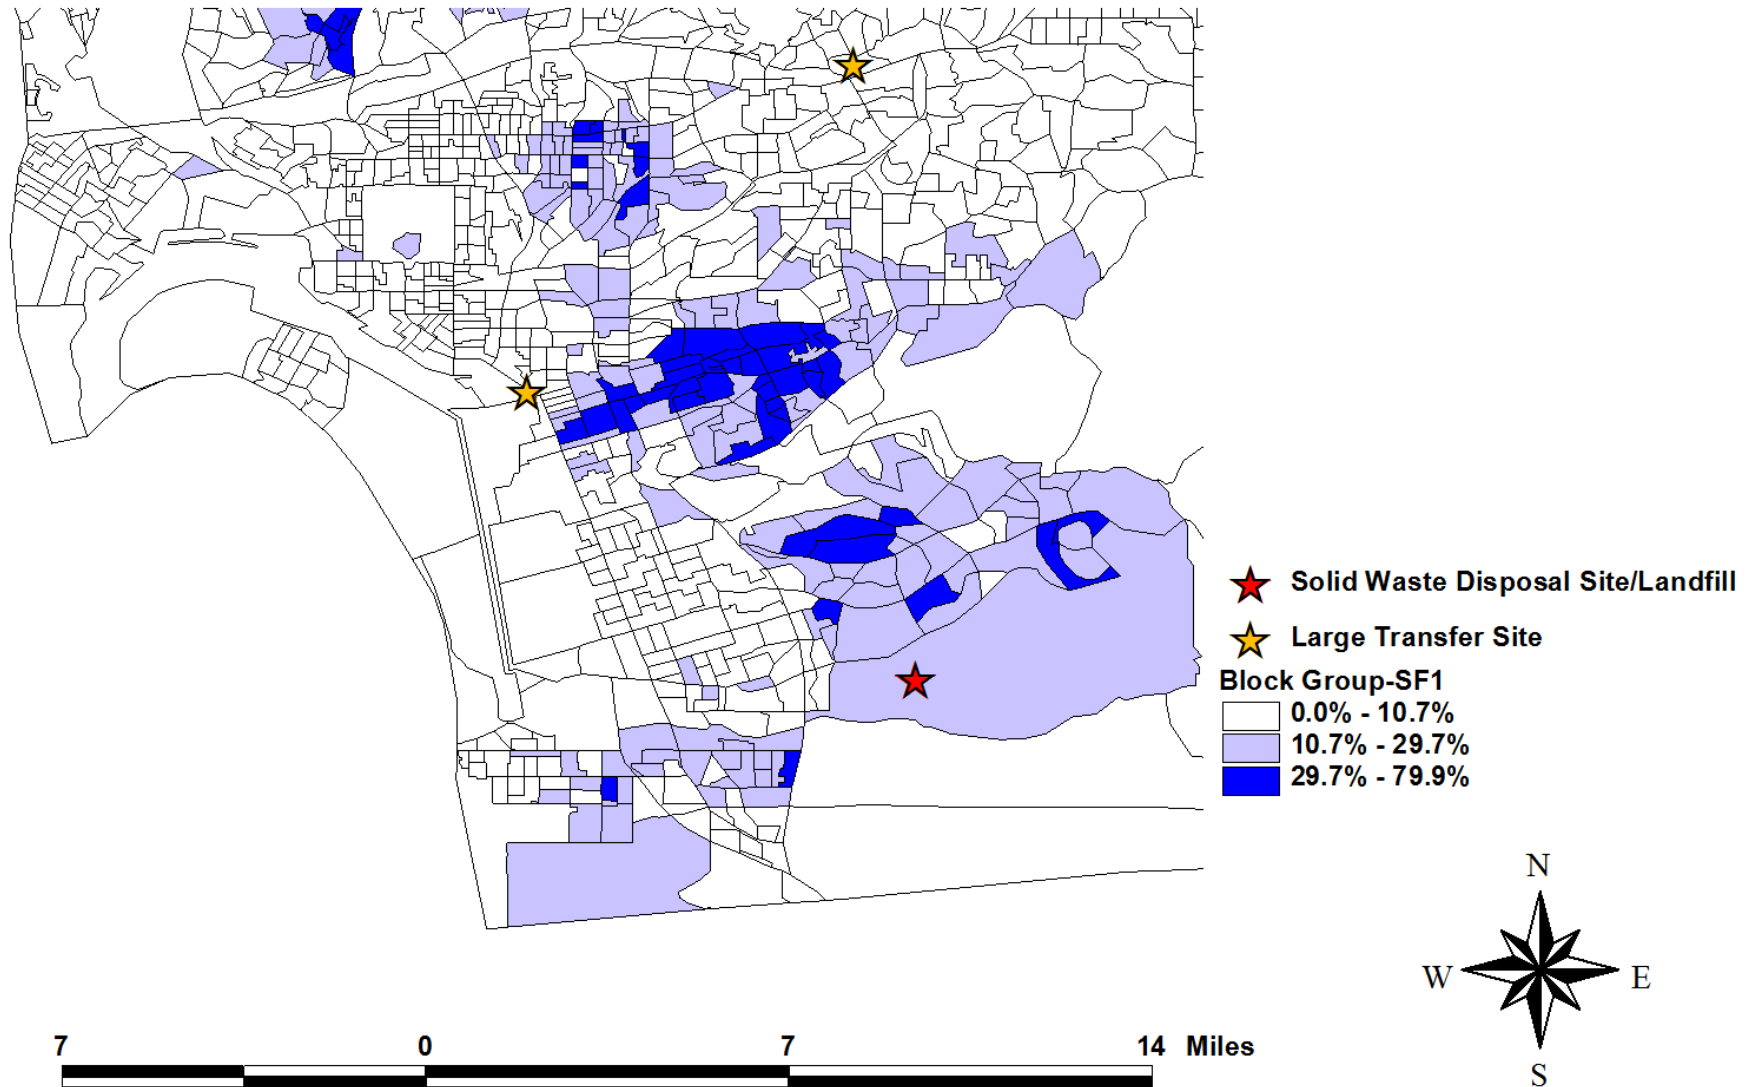 Solid Waste Disposal Site/Landfill
Large Transfer Site
Block Group-SF1
0.0% - 10.7%
10.7% - 29.7%
29.7% - 79.9%
N
W E
S
7 0 7 14 Miles